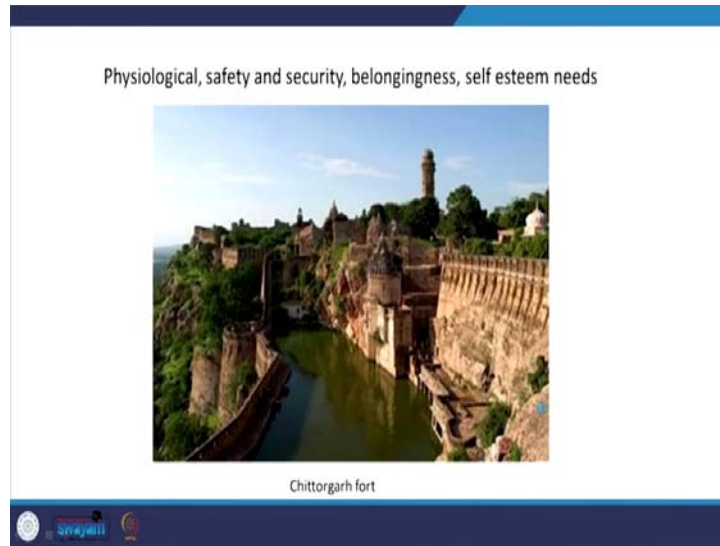 Physiological, safety and security, belongingness, self esteem needs
Chittorgarh fort
swayam